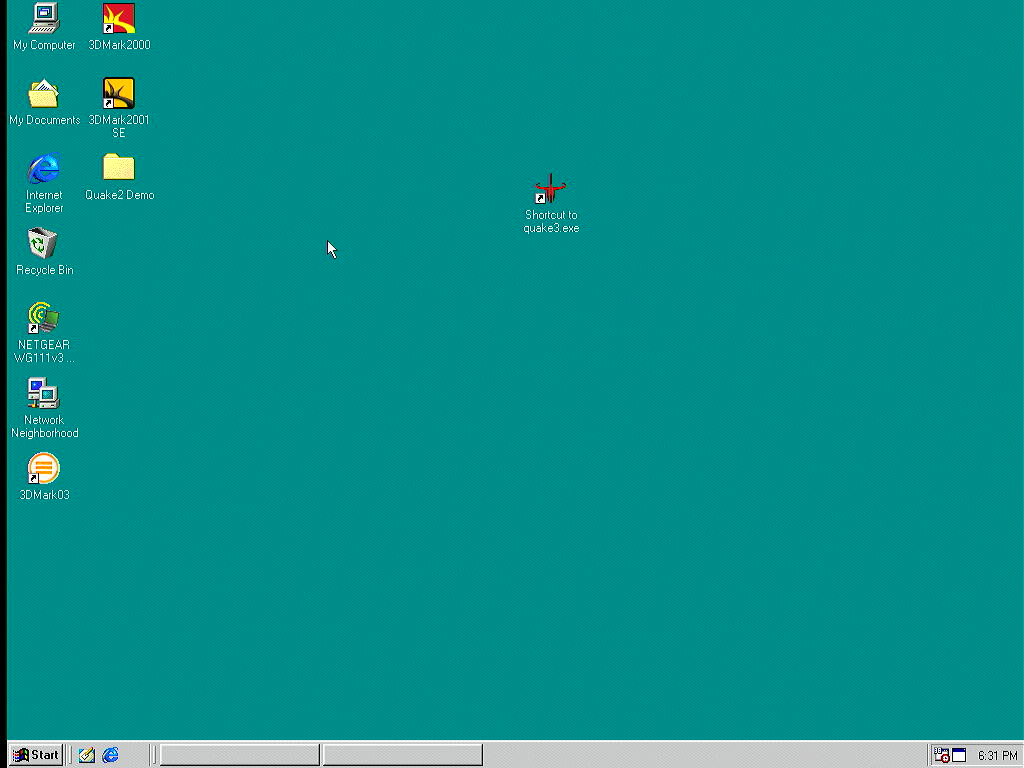 My Computer
3DMark2000
My Documents
3DMark2001
SE
Internet
Explorer
Quake2 Demo
Shortcut to
quake3.exe
Recycle Bin
NETGEAR
WG111v3 ...
Network
Neighborhood
3DMark03
Start
6:31 PM